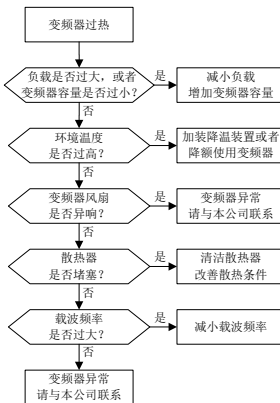 变频器过热
负载是否过大，或者
变频器容量是否过小？
是
减小负载
增加变频器容量
否
环境温度
是否过高？
是
加装降温装置或者
降额使用变频器
否
变频器风扇
是否异响？
是
变频器异常
请与本公司联系
否
散热器
是否堵塞？
是
清洁散热器
改善散热条件
否
载波频率
是否过大？
是
减小载波频率
否
变频器异常
请与本公司联系